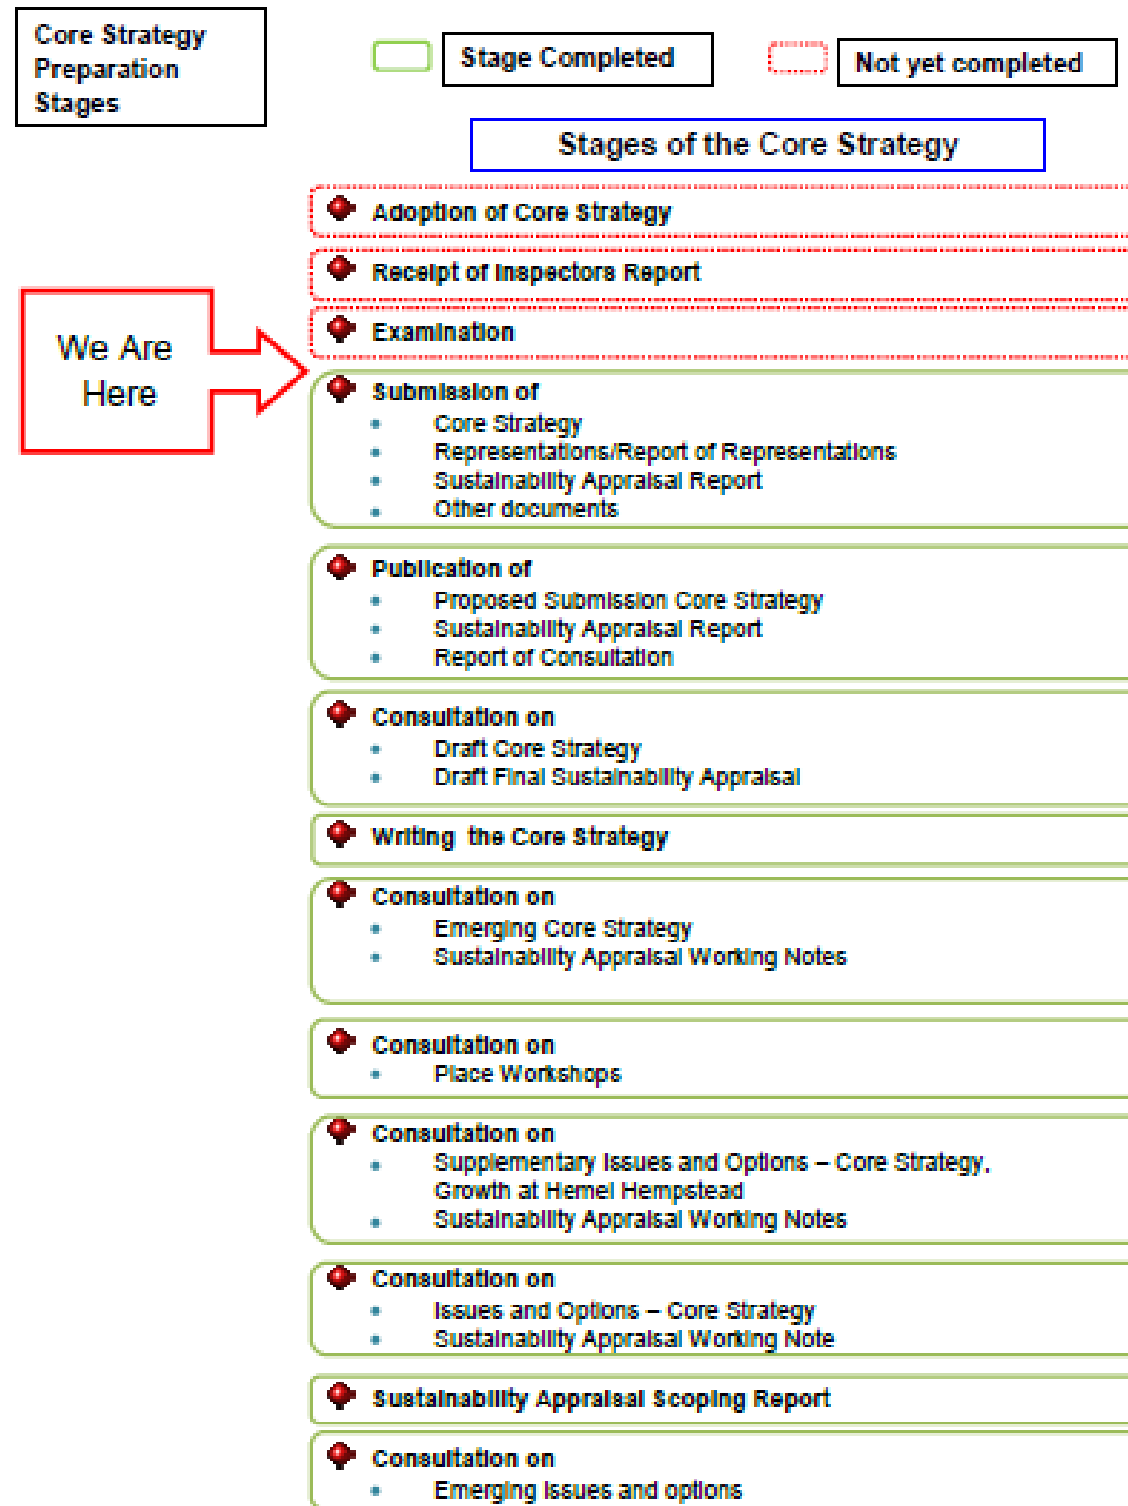 Core Strategy
Preparation
Stages
Stage Completed
Not yet completed
Stages of the Core Strategy
Adoption of Core Strategy
Receipt of Inspectors Report
Examination
We Are
Here
Submission of
• Core Strategy
• Representations/Report of Representations
• Sustainability Appraisal Report
• Other documents
Publication of
• Proposed Submission Core Strategy
• Sustainability Appraisal Report
• Report of Consultation
Consultation on
• Draft Core Strategy
• Draft Final Sustainability Appraisal
Writing the Core Strategy
Consultation on
• Emerging Core Strategy
• Sustainability Appraisal Working Notes
Consultation on
• Place Workshops
Consultation on
• Supplementary Issues and Options – Core Strategy,
Growth at Hemel Hempstead
• Sustainability Appraisal Working Notes
Consultation on
• Issues and Options – Core Strategy
• Sustainability Appraisal Working Note
Sustainability Appraisal Scoping Report
Consultation on
• Emerging issues and options